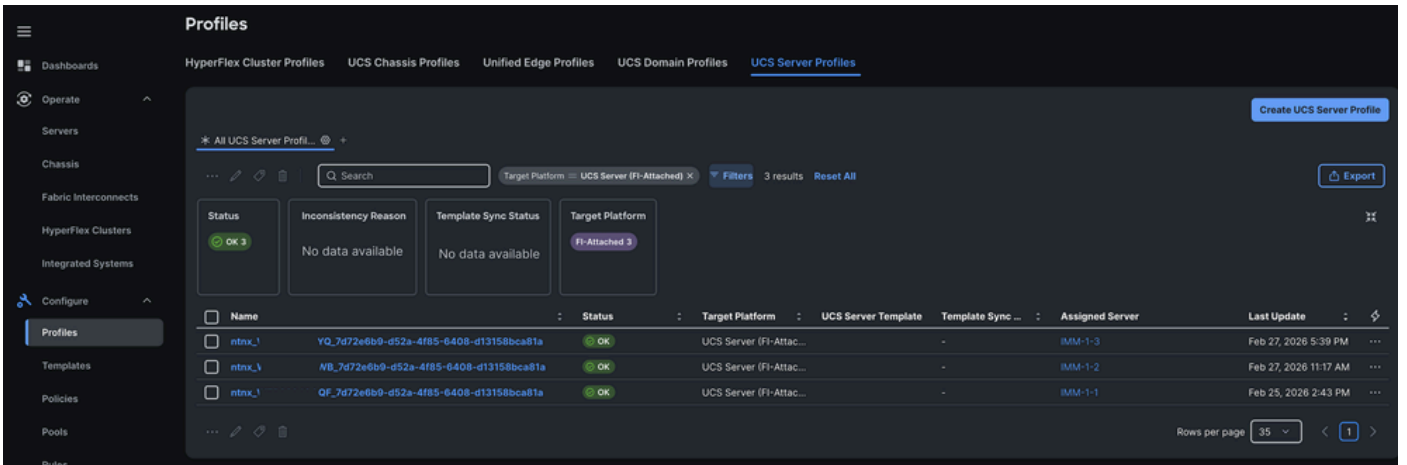 Profiles
Dashboards
HyperFlex Cluster Profiles UCS Chassis Profiles Unified Edge Profiles UCS Domain Profiles UCS Server Profiles
Operate
Create UCS Server Profile
Servers
All UCS Server Profil... +
Chassis
... Search Target Platform = UCS Server (FI-Attached) × Filters 3 results Reset All Export
Fabric Interconnects
Status Inconsistency Reason Template Sync Status Target Platform
HyperFlex Clusters
OK 3 No data available No data available FI-Attached 3
Integrated Systems
Configure
Name Status Target Platform UCS Server Template Template Sync ... Assigned Server Last Update
Profiles
ntnx_ YQ_7d72e6b9-d52a-4f85-6408-d13158bca81a OK UCS Server (FI-Attac... - IMM-1-3 Feb 27, 2026 5:39 PM ...
Templates
ntnx_ NB_7d72e6b9-d52a-4f85-6408-d13158bca81a OK UCS Server (FI-Attac... - IMM-1-2 Feb 27, 2026 11:17 AM ...
ntnx_ QF_7d72e6b9-d52a-4f85-6408-d13158bca81a OK UCS Server (FI-Attac... - IMM-1-1 Feb 25, 2026 2:43 PM ...
Policies
Pools
... Rows per page 35 < 1 >